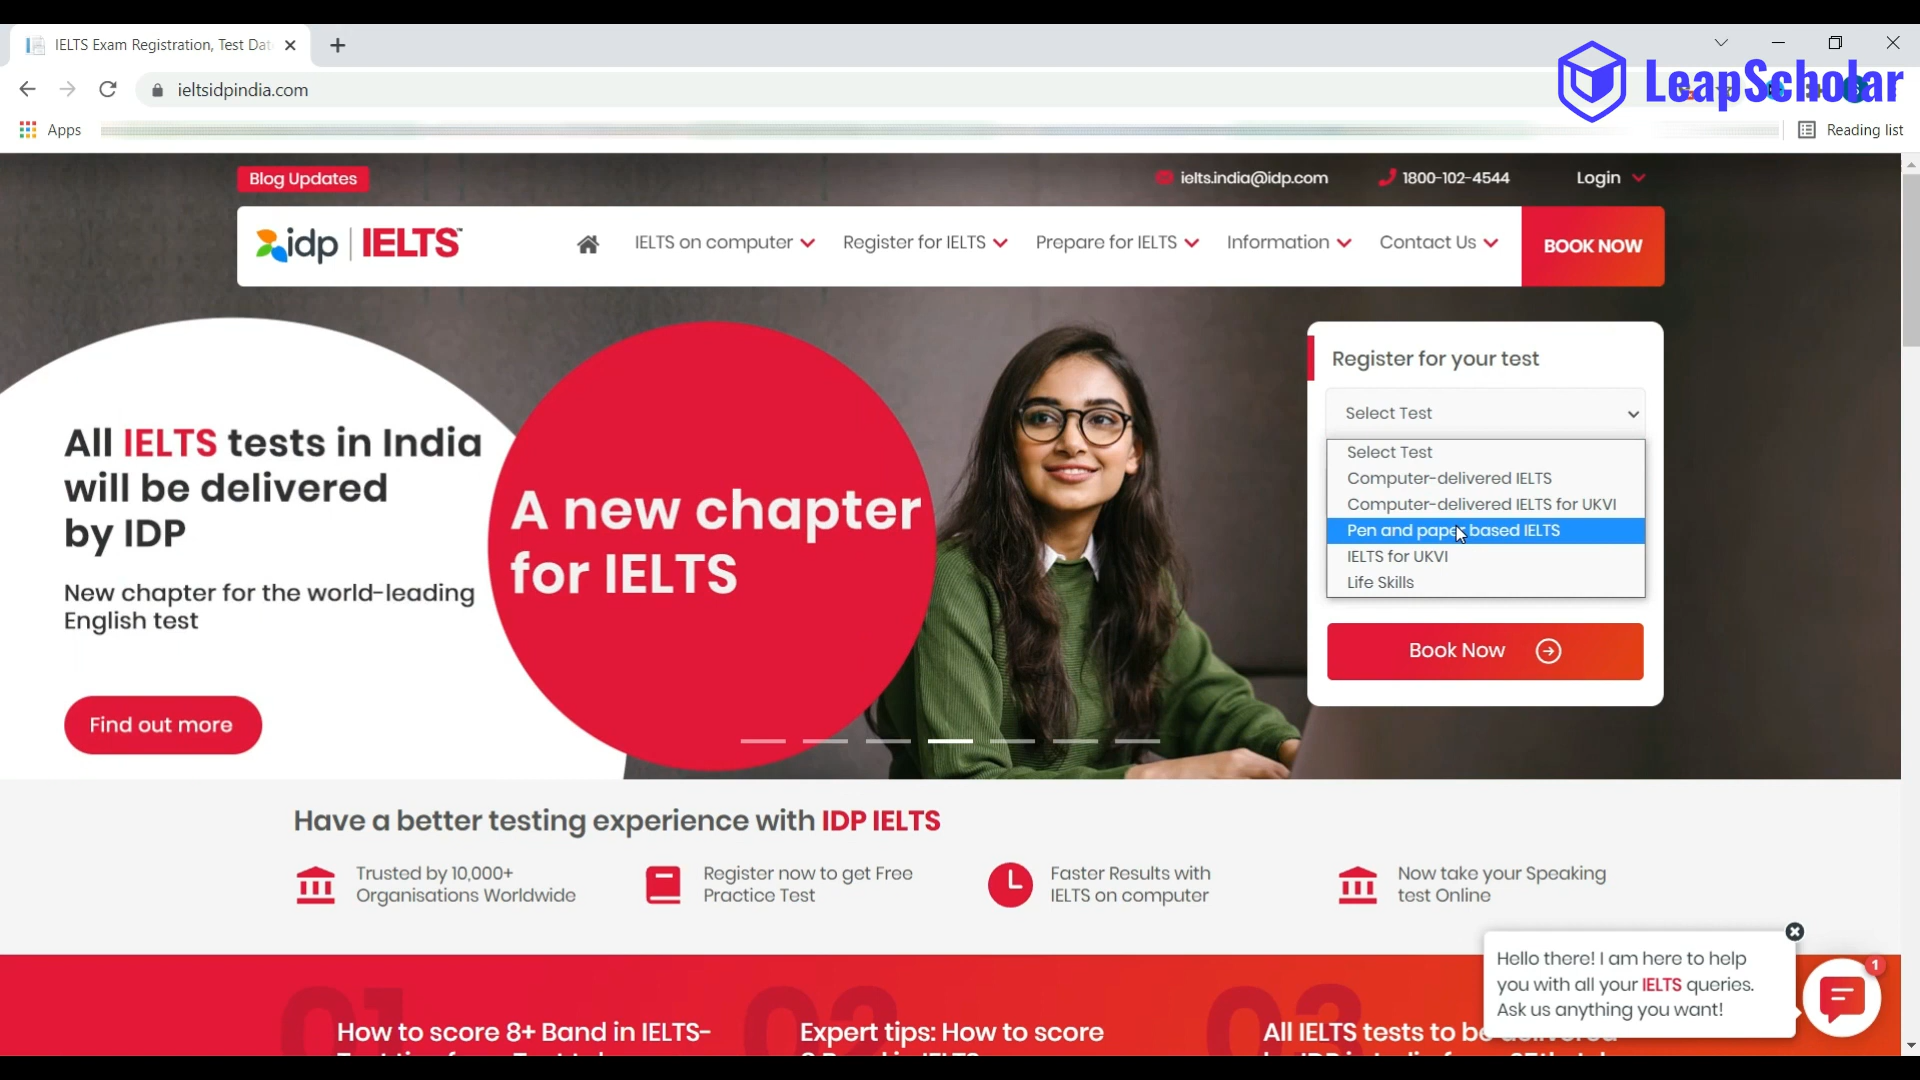 IELTS Exam Registration, Test Dat
LeapScholar
ieltsidpindia.com
Apps
Reading list
Blog Updates
ielts.india@idp.com
1800-102-4544
Login
idp | IELTS™
IELTS on computer
Register for IELTS
Prepare for IELTS
Information
Contact Us
BOOK NOW
All IELTS tests in India
will be delivered
by IDP
New chapter for the world-leading
English test
Find out more
A new chapter
for IELTS
Register for your test
Select Test
Select Test
Computer-delivered IELTS
Computer-delivered IELTS for UKVI
Pen and paper based IELTS
IELTS for UKVI
Life Skills
Book Now
Have a better testing experience with IDP IELTS
Trusted by 10,000+
Organisations Worldwide
Register now to get Free
Practice Test
Faster Results with
IELTS on computer
Now take your Speaking
test Online
Hello there! I am here to help
you with all your IELTS queries.
Ask us anything you want!
1
01
How to score 8+ Band in IELTS-
02
Expert tips: How to score
03
All IELTS tests to be